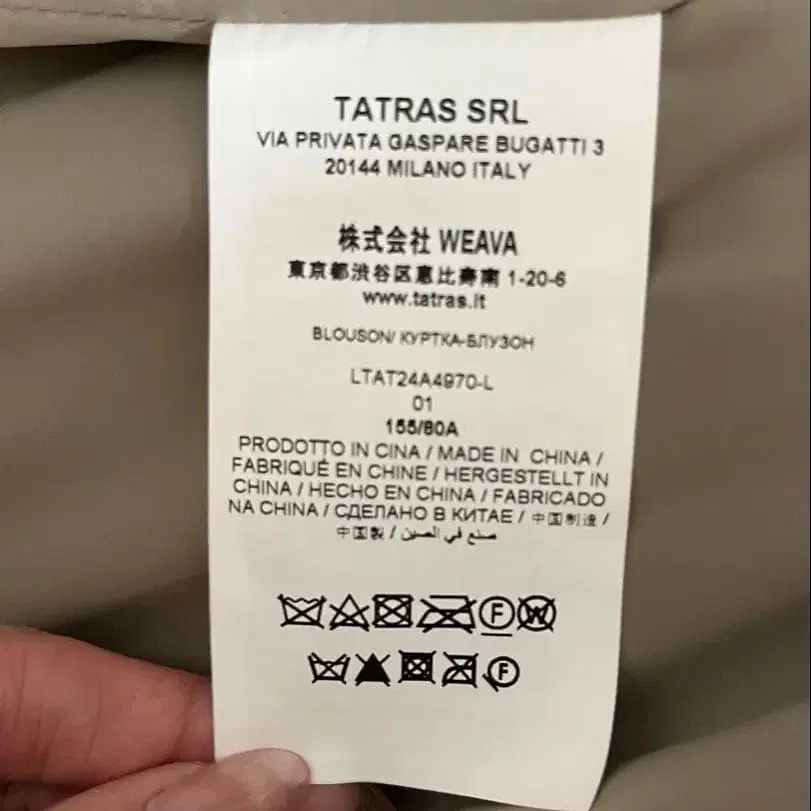 TATRAS SRL
VIA PRIVATA GASPARE BUGATTI 3
20144 MILANO ITALY
株式会社 WEAVA
東京都渋谷区恵比寿南 1-20-6
www.tatras.it
BLOUSON/ КУРТКА-БЛУЗОН
LTAT24A4970-L
01
155/80A
PRODOTTO IN CINA / MADE IN CHINA /
FABRIQUÉ EN CHINE / HERGESTELLT IN
CHINA / HECHO EN CHINA / FABRICADO
NA CHINA / СДЕЛАНО В КИТАЕ / 中国制造 /
中国製 / صنع في الصين
F W
F